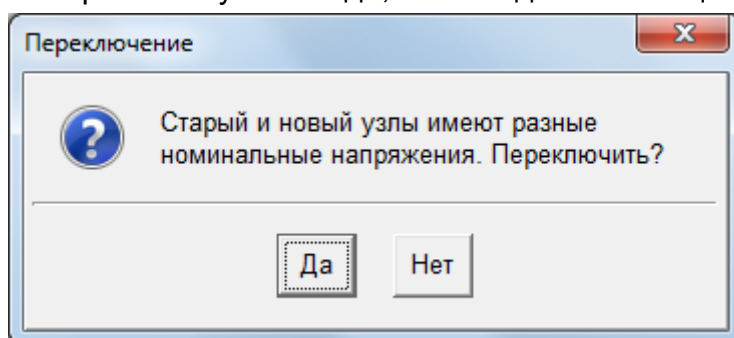 Переключение
Старый и новый узлы имеют разные
номинальные напряжения. Переключить?
Да
Нет